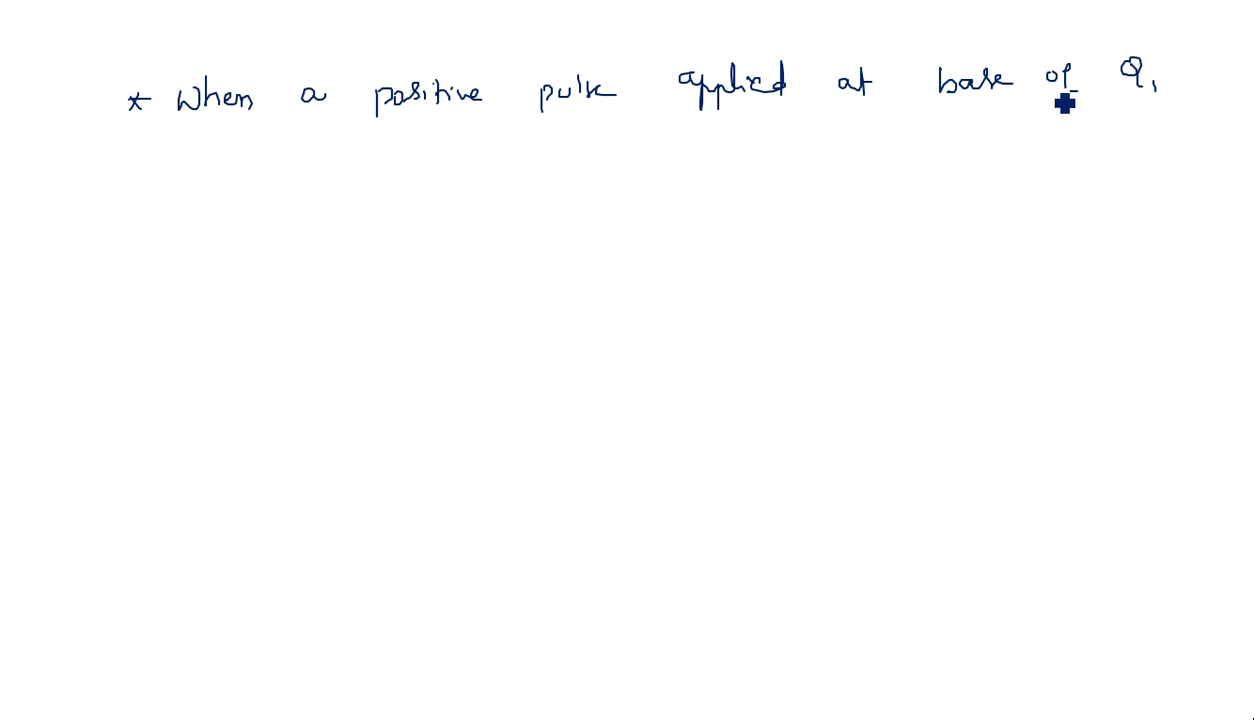 * When a positive pulse applied at base of Q1